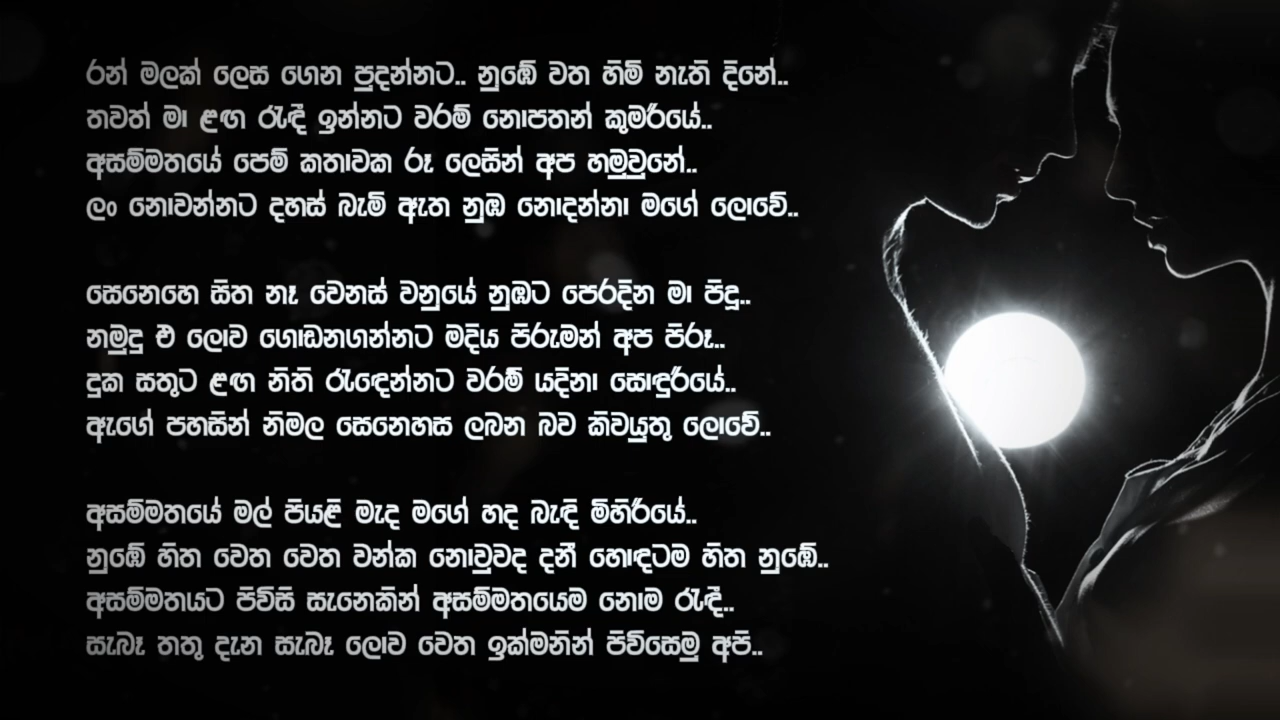 රන් මලක් ලෙස ගෙන පුදන්නට.. නුඹේ වත හිමි නැති දිනේ..
තවත් මා ළඟ රැඳී ඉන්නට වරම් නොපතන් කුමරියේ..
අසම්මතයේ පෙම් කතාවක රූ ලෙසින් අප හමුවුනේ..
ලං නොවන්නට දහස් බැමි ඇත නුඹ නොදන්නා මගේ ලොවේ..
සෙනෙහෙ සිත නෑ වෙනස් වනුයේ නුඹට පෙරදින මා පිදූ..
නමුදු එ ලොව ගොඩනගන්නට මදිය පිරුමන් අප පිරූ..
දුක සතුට ළඟ නිති රැඳෙන්නට වරම් යදිනා සොඳුරියේ..
ඇගේ පහසින් නිමල සෙනෙහස ලබන බව කිවයුතු ලොවේ..
අසම්මතයේ මල් පියළි මැද මගේ හද බැඳි මිහිරියේ..
නුඹේ හිත වෙත වෙත වන්ක නොවුවද දනී හොඳටම හිත නුඹේ..
අසම්මතයට පිවිසි සැනෙකින් අසම්මතයෙම නොම රැඳී..
සැබෑ තතු දැන සැබෑ ලොව වෙත ඉක්මනින් පිවිසෙමු අපි..